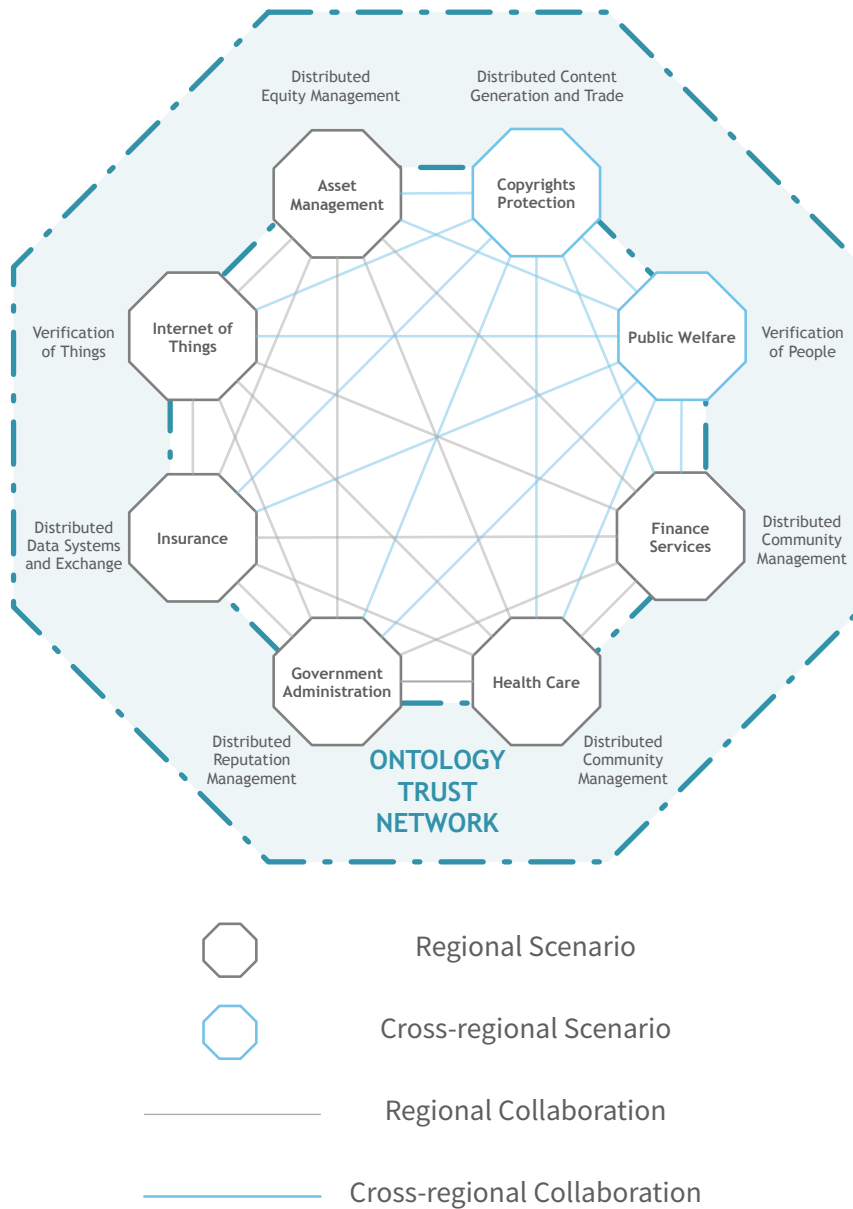 Distributed
Equity Management
Distributed Content
Generation and Trade
Asset
Management
Copyrights
Protection
Verification
of Things
Internet of
Things
Public Welfare
Verification
of People
Distributed
Data Systems
and Exchange
Insurance
Finance
Services
Distributed
Community
Management
Government
Administration
Health Care
Distributed
Reputation
Management
ONTOLOGY
TRUST
NETWORK
Distributed
Community
Management
Regional Scenario
Cross-regional Scenario
Regional Collaboration
Cross-regional Collaboration